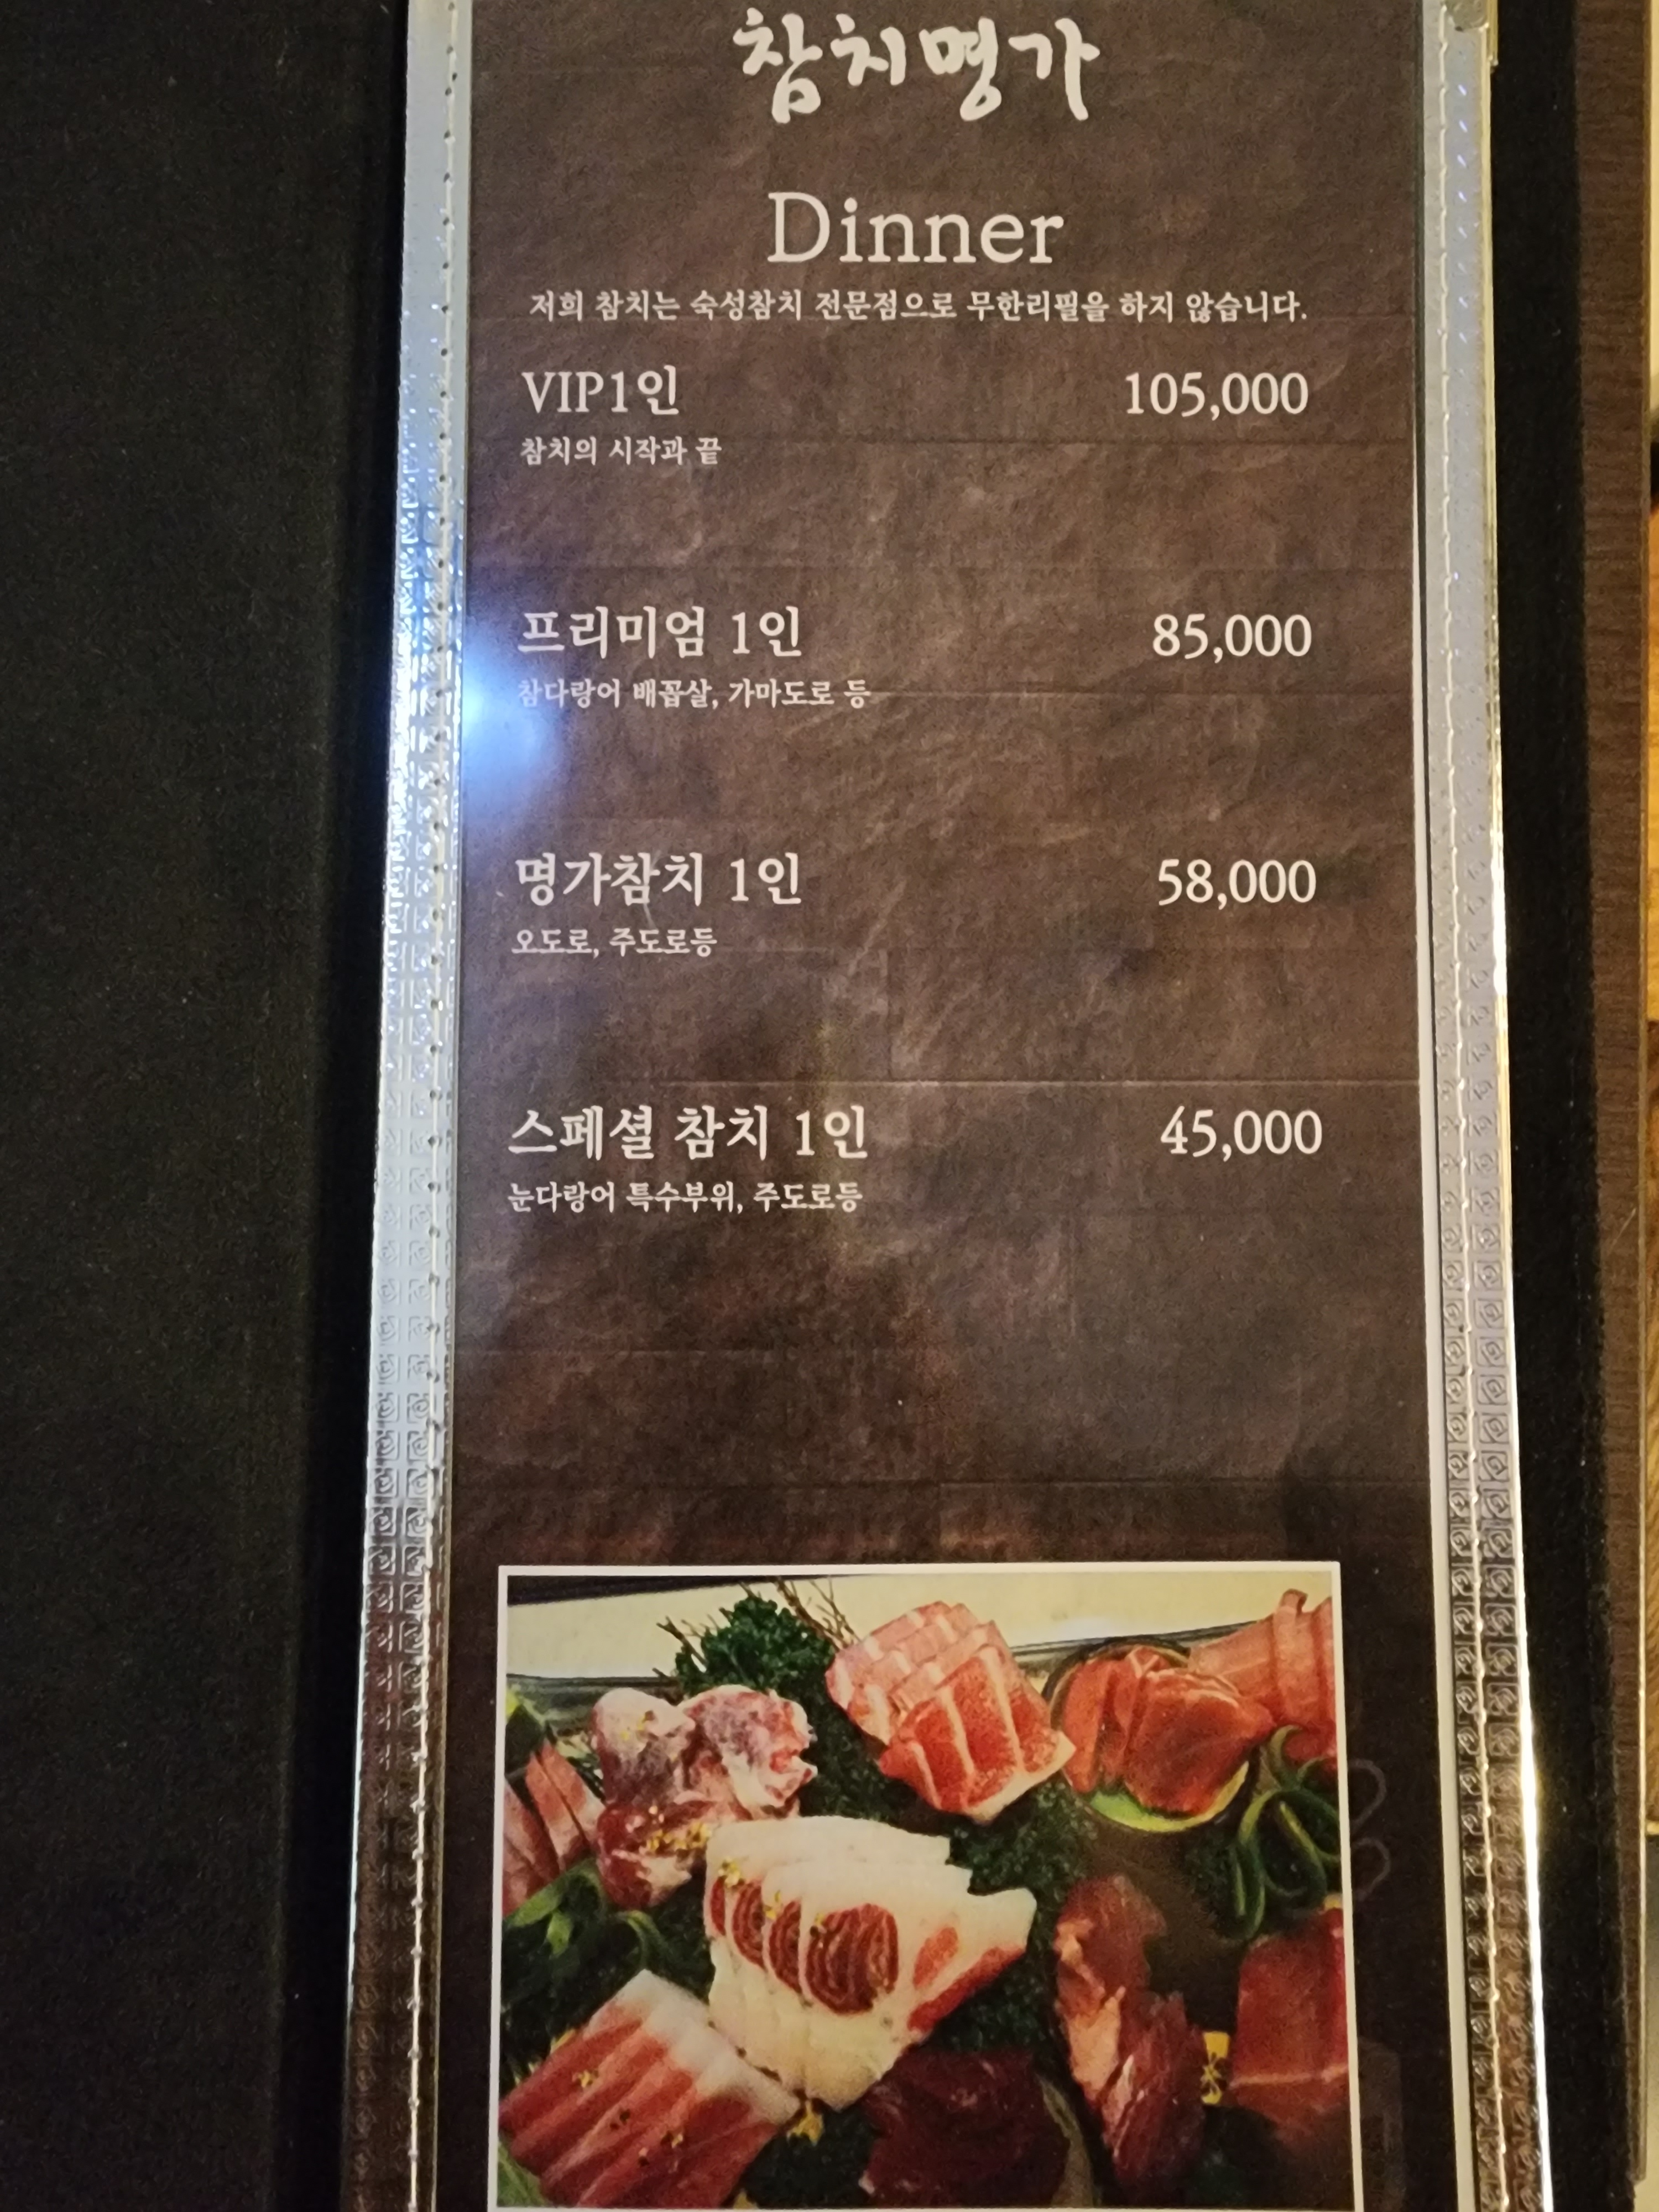 참치명가
Dinner
저희 참치는 숙성참치 전문점으로 무한리필을 하지 않습니다.
VIP1인 105,000
참치의 시작과 끝
프리미엄 1인 85,000
참다랑어 배꼽살, 가마도로 등
명가참치 1인 58,000
오도로, 주도로등
스페셜 참치 1인 45,000
눈다랑어 특수부위, 주도로등